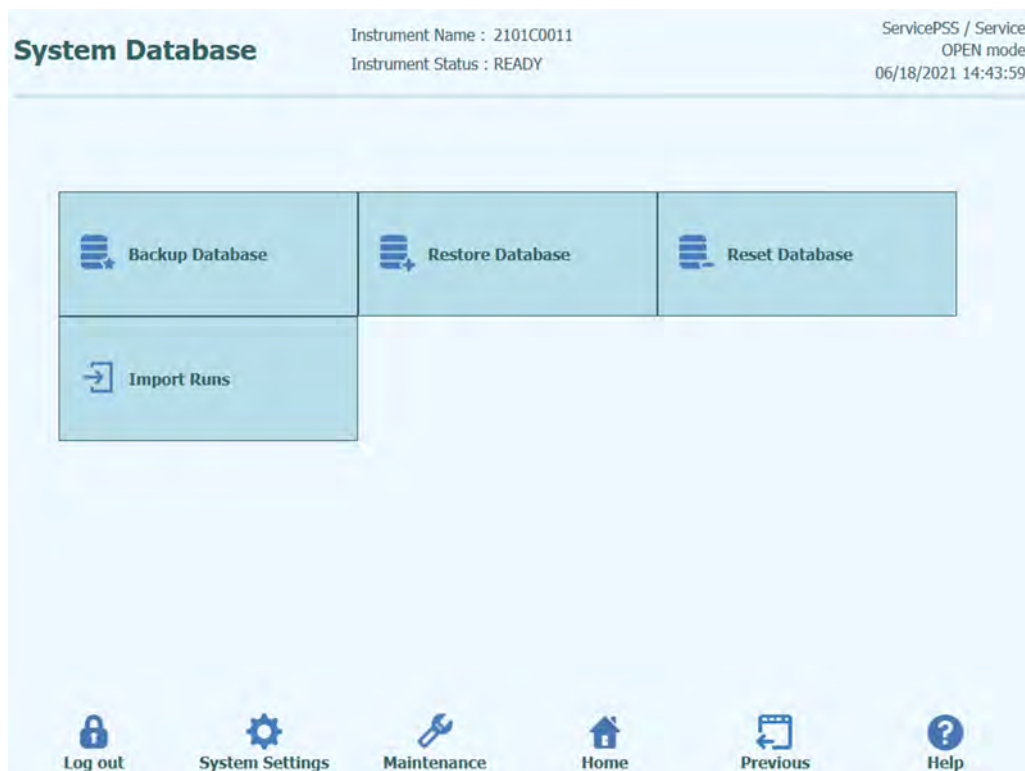 System Database
Instrument Name : 2101C0011
Instrument Status : READY
ServicePSS / Service
OPEN mode
06/18/2021 14:43:59
Backup Database
Restore Database
Reset Database
Import Runs
Log out
System Settings
Maintenance
Home
Previous
Help